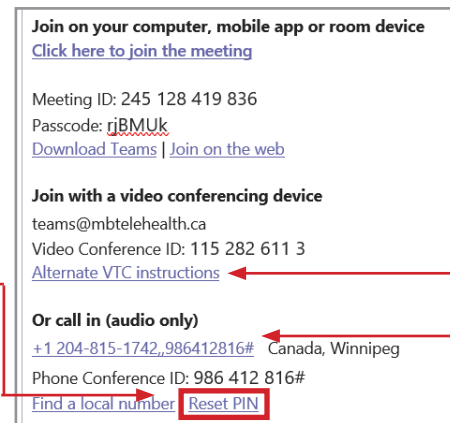 Join on your computer, mobile app or room device
Click here to join the meeting
Meeting ID: 245 128 419 836
Passcode: rjBMUk
Download Teams | Join on the web
Join with a video conferencing device
teams@mbtelehealth.ca
Video Conference ID: 115 282 611 3
Alternate VTC instructions
Or call in (audio only)
+1 204-815-1742,,986412816# Canada, Winnipeg
Phone Conference ID: 986 412 816#
Find a local number Reset PIN